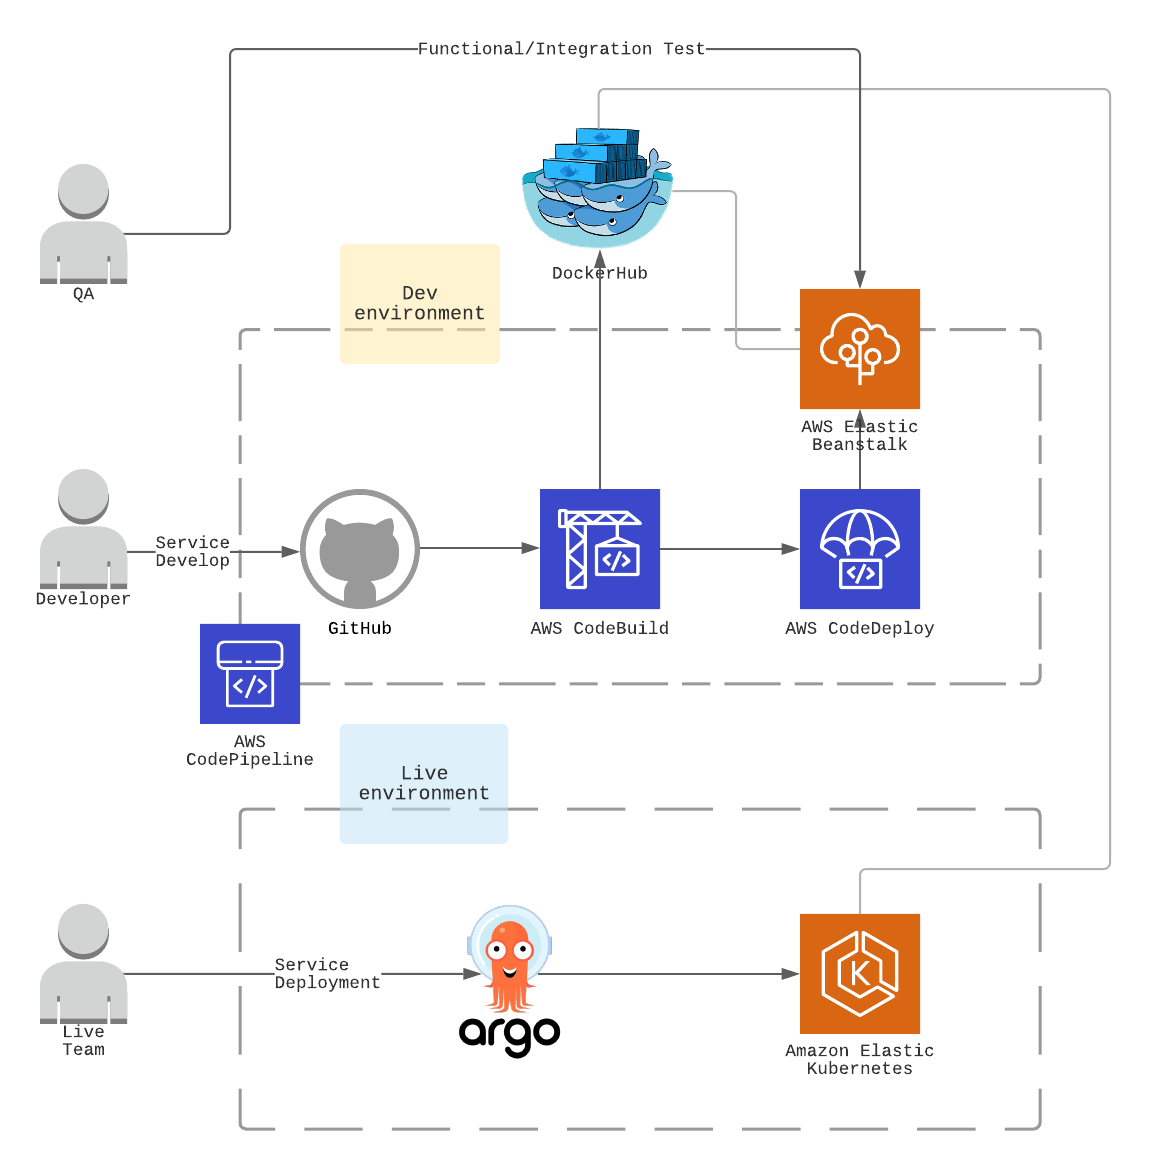 Functional/Integration Test
QA
DockerHub
Dev
environment
AWS Elastic
Beanstalk
Service
Develop
Developer
GitHub
AWS CodeBuild
AWS CodeDeploy
AWS
CodePipeline
Live
environment
Service
Deployment
Live
Team
argo
K
Amazon Elastic
Kubernetes